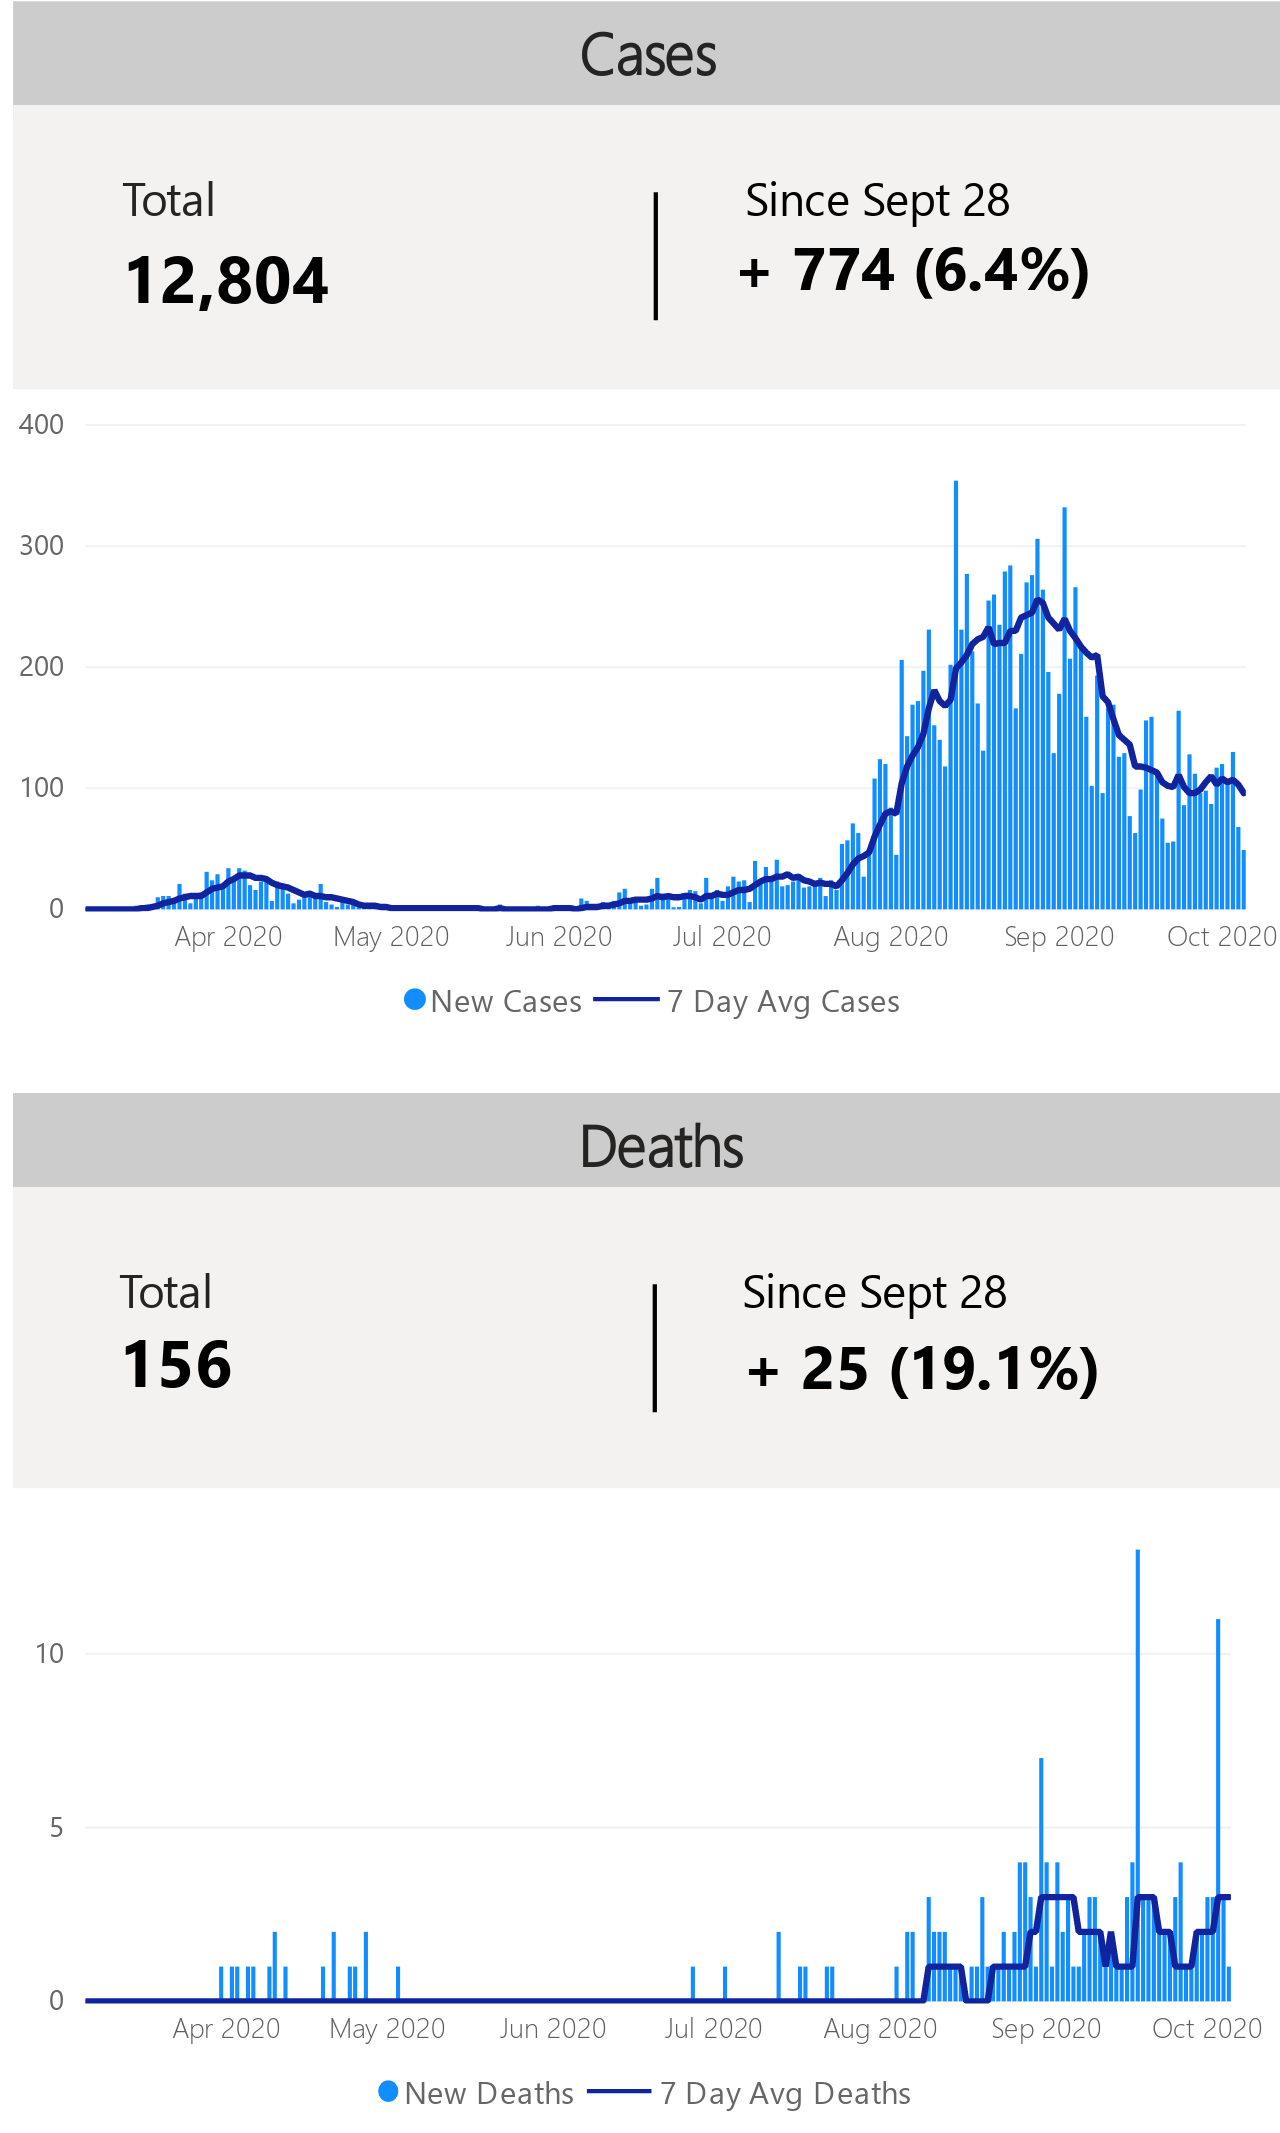 Cases
Total
12,804
Since Sept 28
+ 774 (6.4%)
400
300
200
100
0
Apr 2020 May 2020 Jun 2020 Jul 2020 Aug 2020 Sep 2020 Oct 2020
New Cases 7 Day Avg Cases
Deaths
Total
156
Since Sept 28
+ 25 (19.1%)
10
5
0
Apr 2020 May 2020 Jun 2020 Jul 2020 Aug 2020 Sep 2020 Oct 2020
New Deaths 7 Day Avg Deaths